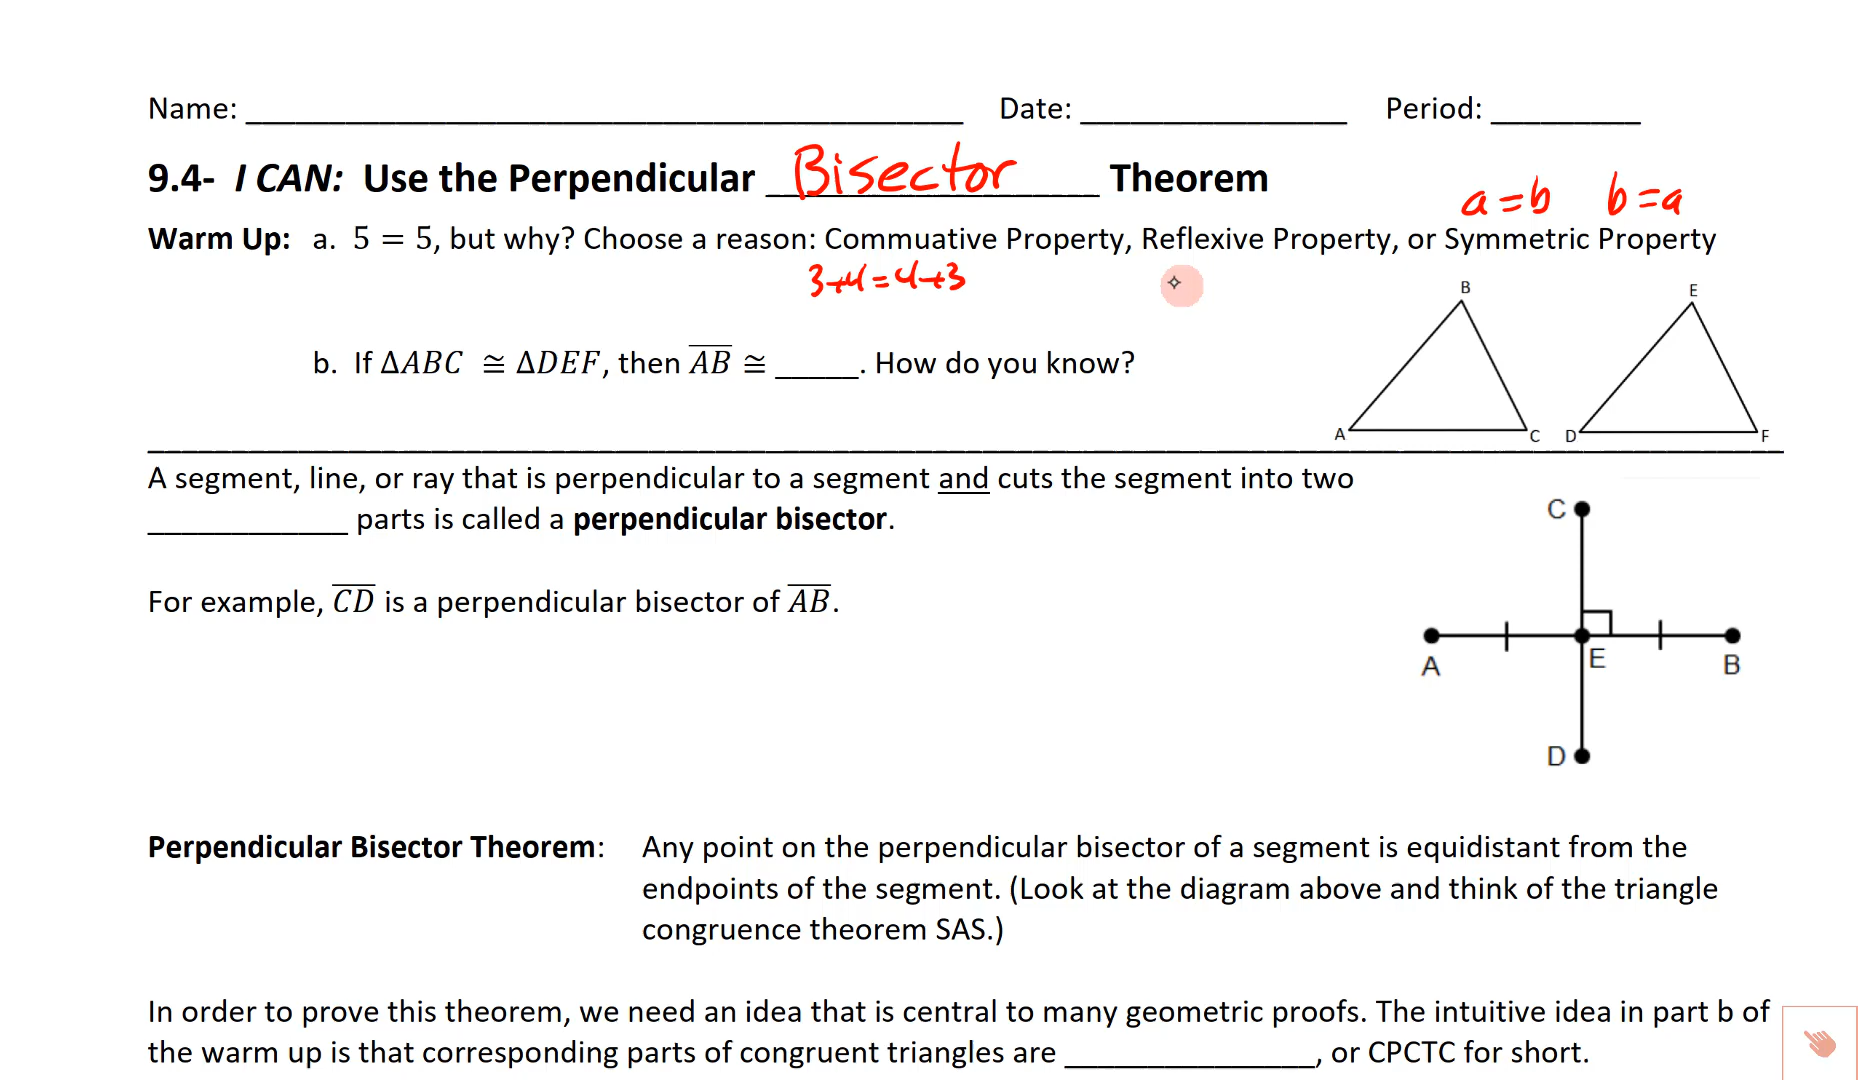 Name: ____________ Date: ____________ Period: ____________
9.4- I CAN: Use the Perpendicular Bisector Theorem
a = b b = a
Warm Up: a. 5 = 5, but why? Choose a reason: Commuative Property, Reflexive Property, or Symmetric Property
3+4=4+3
B E
b. If ΔABC ≅ ΔDEF, then AB ≅ _____. How do you know?
A C D F
A segment, line, or ray that is perpendicular to a segment and cuts the segment into two
____________ parts is called a perpendicular bisector.
C
For example, CD is a perpendicular bisector of AB.
A E B
D
Perpendicular Bisector Theorem: Any point on the perpendicular bisector of a segment is equidistant from the
endpoints of the segment. (Look at the diagram above and think of the triangle
congruence theorem SAS.)
In order to prove this theorem, we need an idea that is central to many geometric proofs. The intuitive idea in part b of
the warm up is that corresponding parts of congruent triangles are _______________, or CPCTC for short.